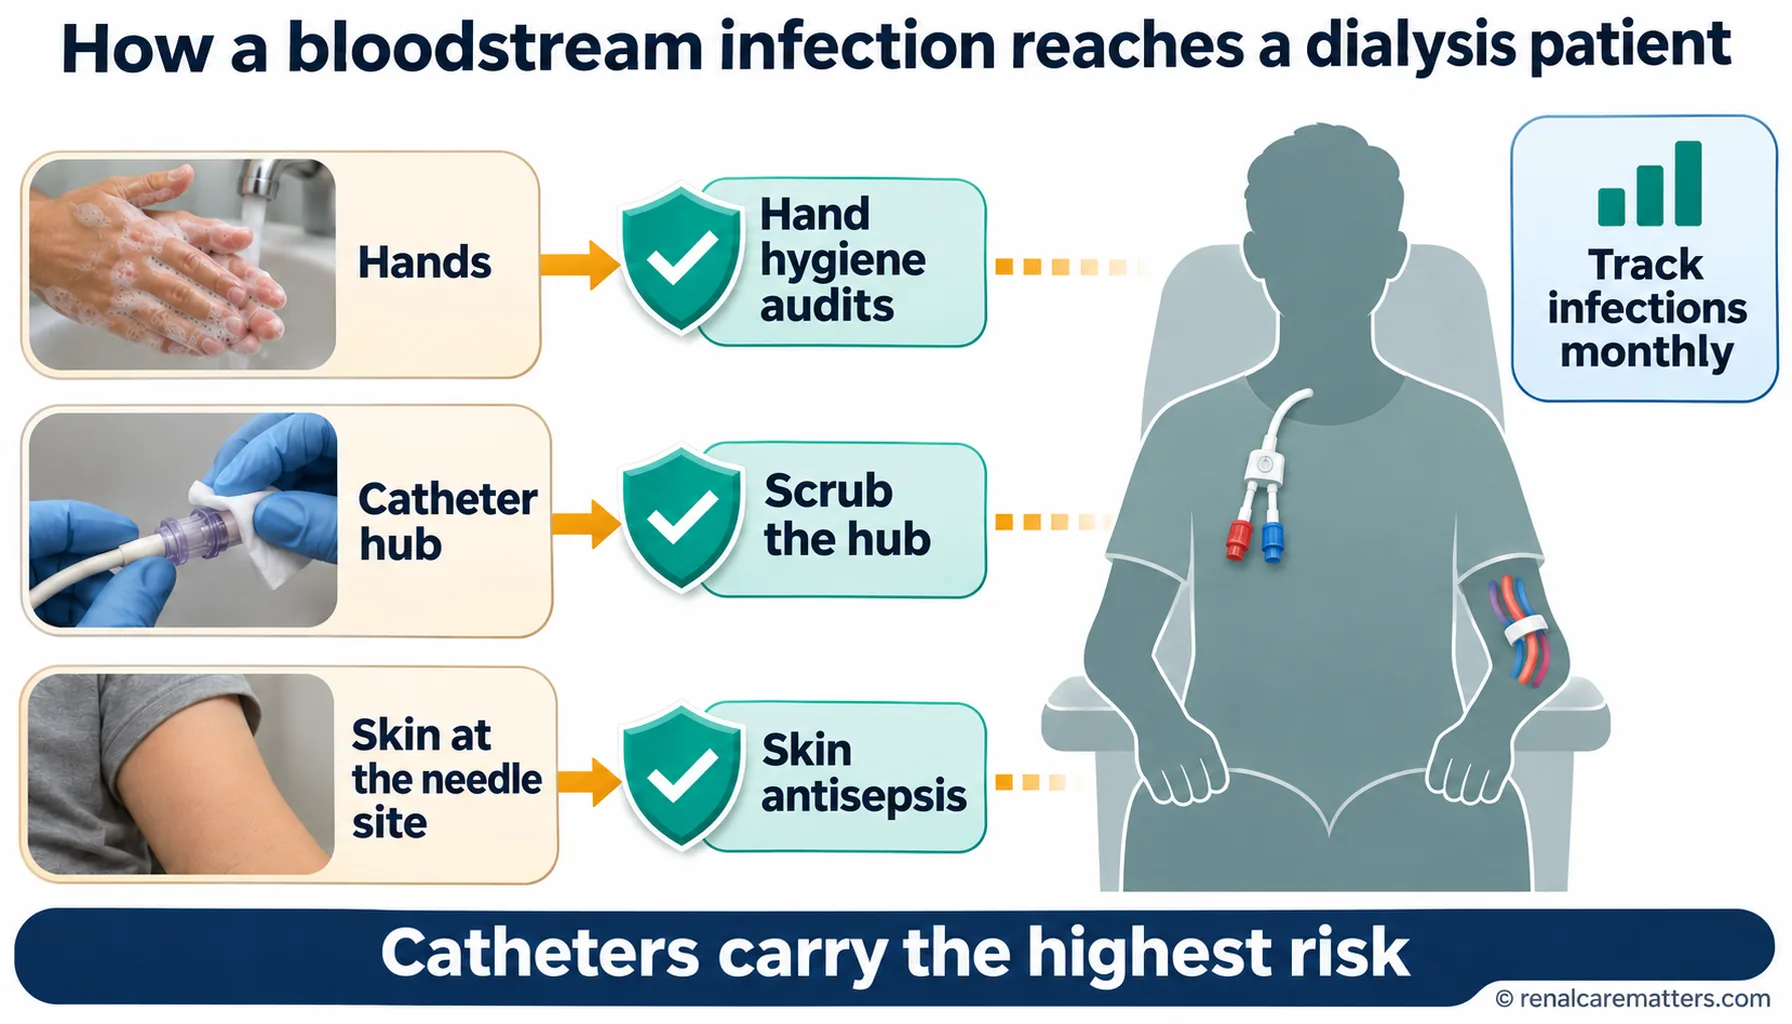 How a bloodstream infection reaches a dialysis patient
Hands
Hand
hygiene
audits
Track
infections
monthly
Catheter
hub
Scrub
the hub
Skin at
the needle
site
Skin
antisepsis
Catheters carry the highest risk
© renalcarematters.com